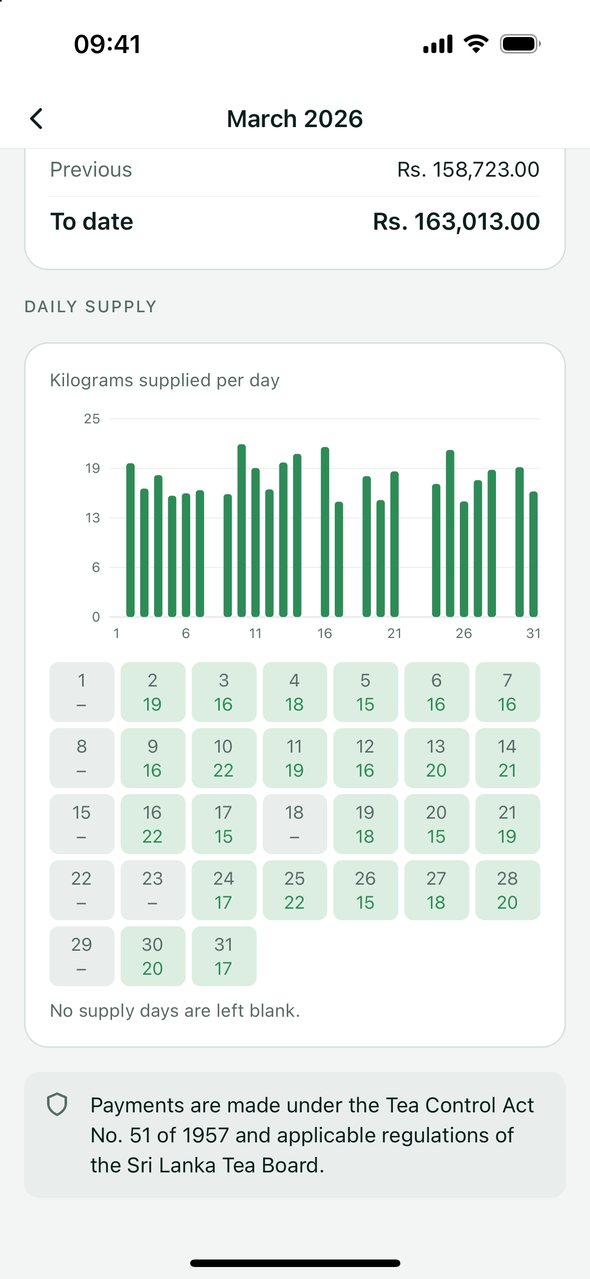 09:41
March 2026
Previous Rs. 158,723.00
To date Rs. 163,013.00
DAILY SUPPLY
Kilograms supplied per day
25
19
13
6
0
1 6 11 16 21 26 31
1 2 3 4 5 6 7
– 19 16 18 15 16 16
8 9 10 11 12 13 14
– 16 22 19 16 20 21
15 16 17 18 19 20 21
– 22 15 – 18 15 19
22 23 24 25 26 27 28
– – 17 22 15 18 20
29 30 31
– 20 17
No supply days are left blank.
Payments are made under the Tea Control Act
No. 51 of 1957 and applicable regulations of
the Sri Lanka Tea Board.